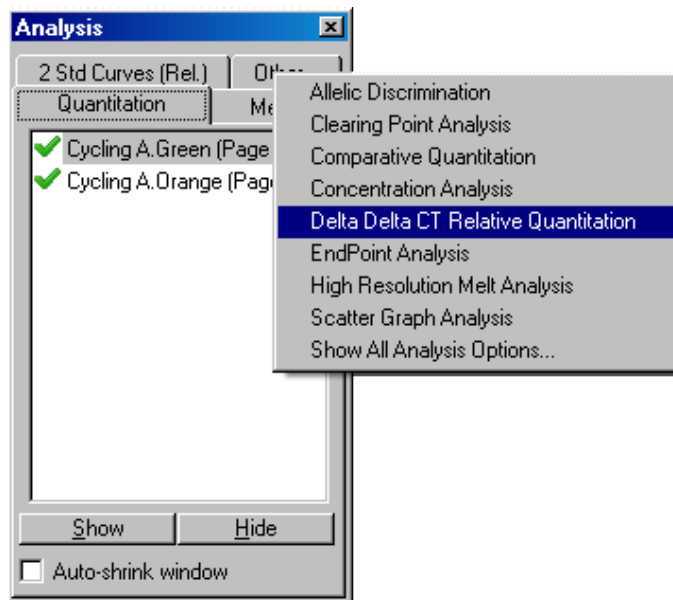 Analysis
2 Std Curves (Rel.)
Quantitation
Cycling A.Green (Page
Cycling A.Orange (Pag
Allelic Discrimination
Clearing Point Analysis
Comparative Quantitation
Concentration Analysis
Delta Delta CT Relative Quantitation
EndPoint Analysis
High Resolution Melt Analysis
Scatter Graph Analysis
Show All Analysis Options...
Show
Hide
Auto-shrink window